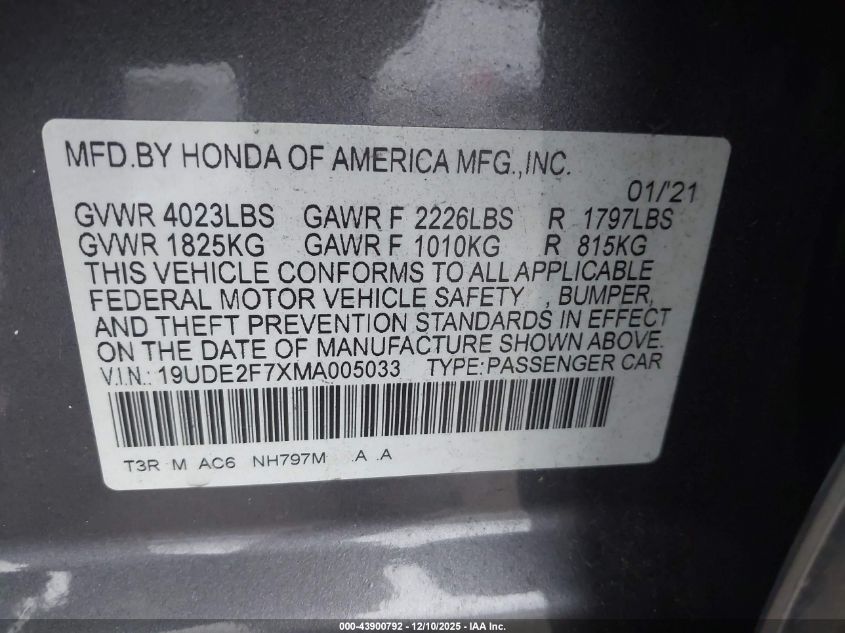 MFD.BY HONDA OF AMERICA MFG.,INC.
01/'21
GVWR 4023LBS GAWR F 2226LBS R 1797LBS
GVWR 1825KG GAWR F 1010KG R 815KG
THIS VEHICLE CONFORMS TO ALL APPLICABLE
FEDERAL MOTOR VEHICLE SAFETY , BUMPER,
AND THEFT PREVENTION STANDARDS IN EFFECT
ON THE DATE OF MANUFACTURE SHOWN ABOVE.
V.I.N.: 19UDE2F7XMA005033 TYPE: PASSENGER CAR
T3R M AC6 NH797M .A .A
000-43900792 - 12/10/2025 - IAA Inc.